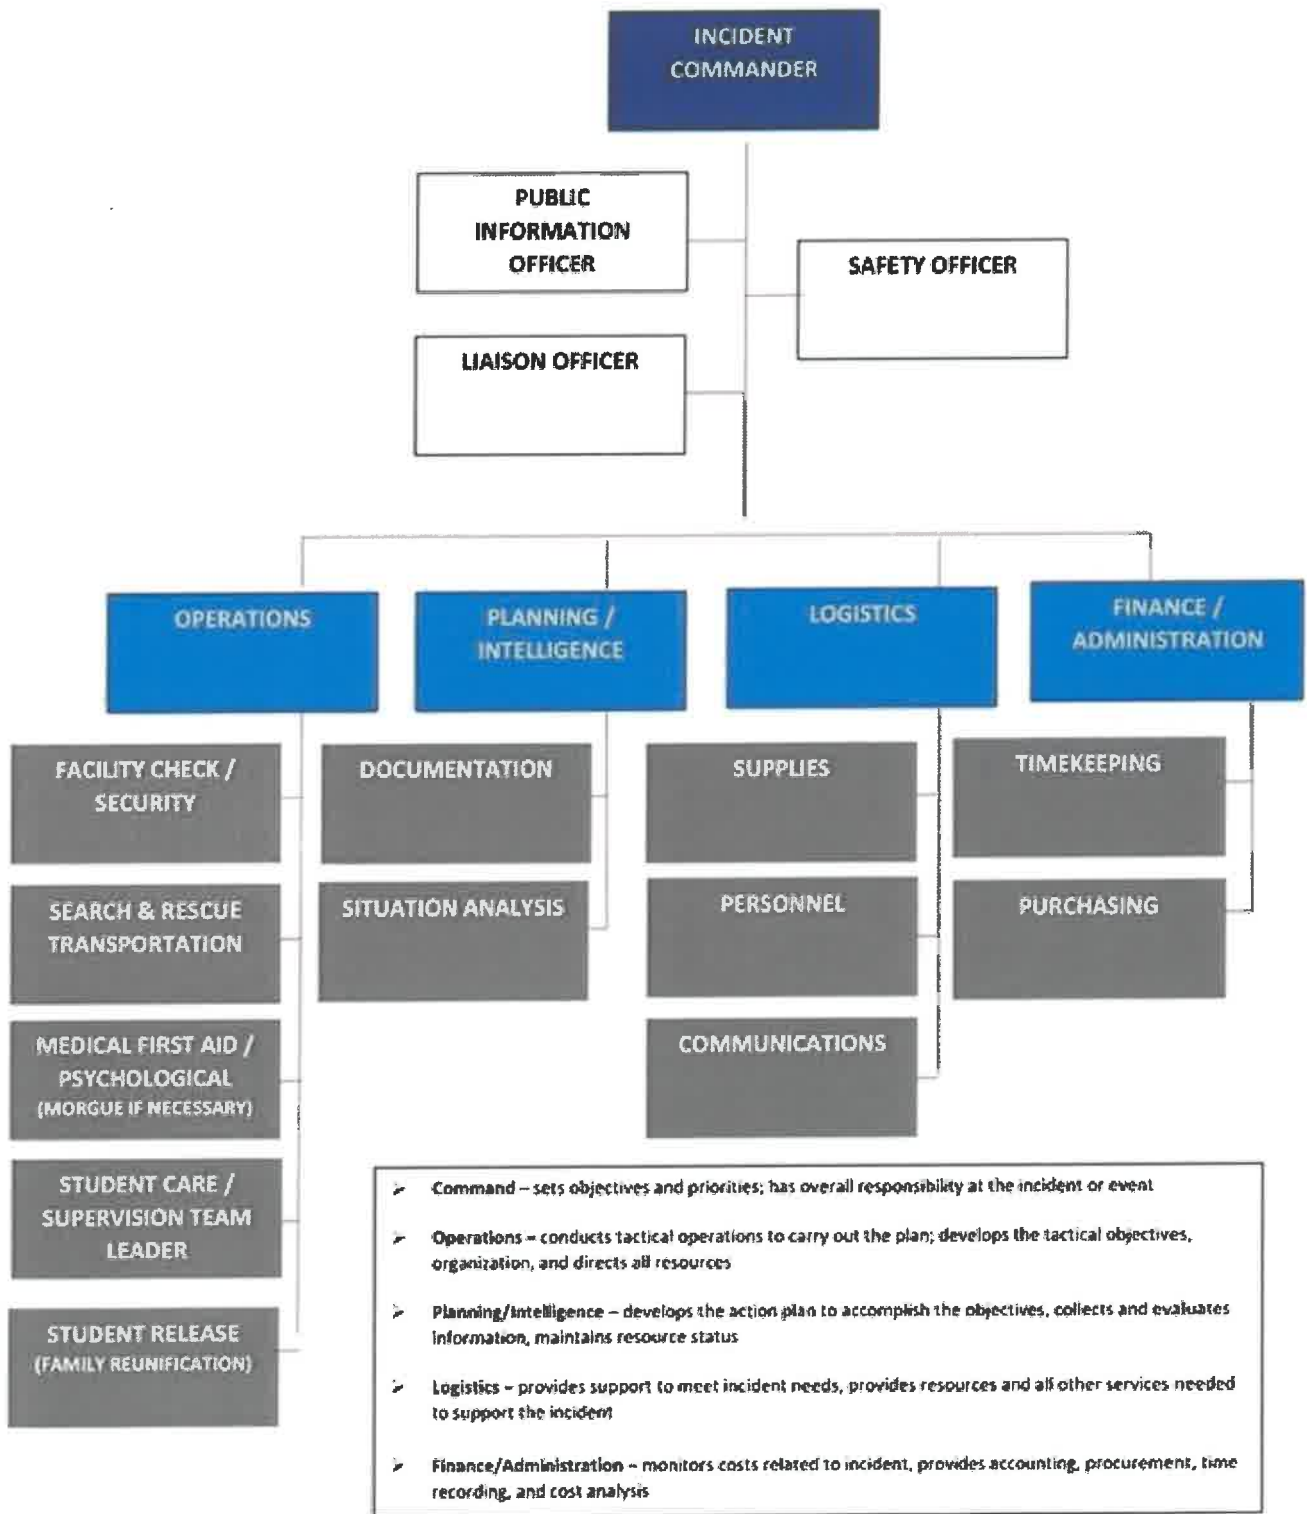 INCIDENT
COMMANDER
PUBLIC
INFORMATION
OFFICER
SAFETY OFFICER
LIAISON OFFICER
OPERATIONS
PLANNING /
INTELLIGENCE
LOGISTICS
FINANCE /
ADMINISTRATION
FACILITY CHECK /
SECURITY
SEARCH & RESCUE
TRANSPORTATION
MEDICAL FIRST AID /
PSYCHOLOGICAL
(MORGUE IF NECESSARY)
STUDENT CARE /
SUPERVISION TEAM
LEADER
STUDENT RELEASE
(FAMILY REUNIFICATION)
DOCUMENTATION
SITUATION ANALYSIS
SUPPLIES
PERSONNEL
COMMUNICATIONS
TIMEKEEPING
PURCHASING
➢ Command – sets objectives and priorities; has overall responsibility at the incident or event
➢ Operations – conducts tactical operations to carry out the plan; develops the tactical objectives,
organization, and directs all resources
➢ Planning/Intelligence – develops the action plan to accomplish the objectives, collects and evaluates
information, maintains resource status
➢ Logistics – provides support to meet incident needs, provides resources and all other services needed
to support the incident
➢ Finance/Administration – monitors costs related to incident, provides accounting, procurement, time
recording, and cost analysis